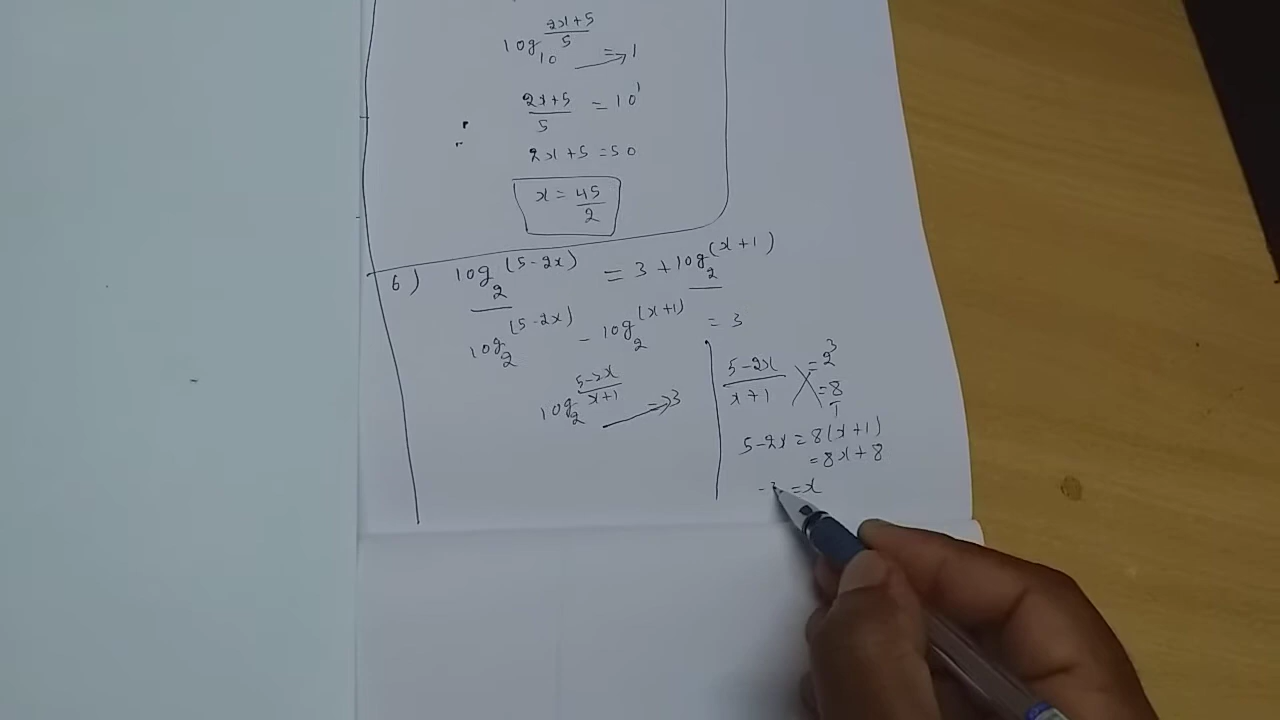 log₁₀ (2x+5)/5 = 1
(2x+5)/5 = 10¹
2x+5 = 50
x = 45/2
6) log₂(5-2x) = 3 + log₂(x+1)
log₂(5-2x) - log₂(x+1) = 3
log₂ (5-2x)/(x+1) = 3
(5-2x)/(x+1) = 2³
= 8/1
5-2x = 8(x+1)
= 8x+8
-3 = x